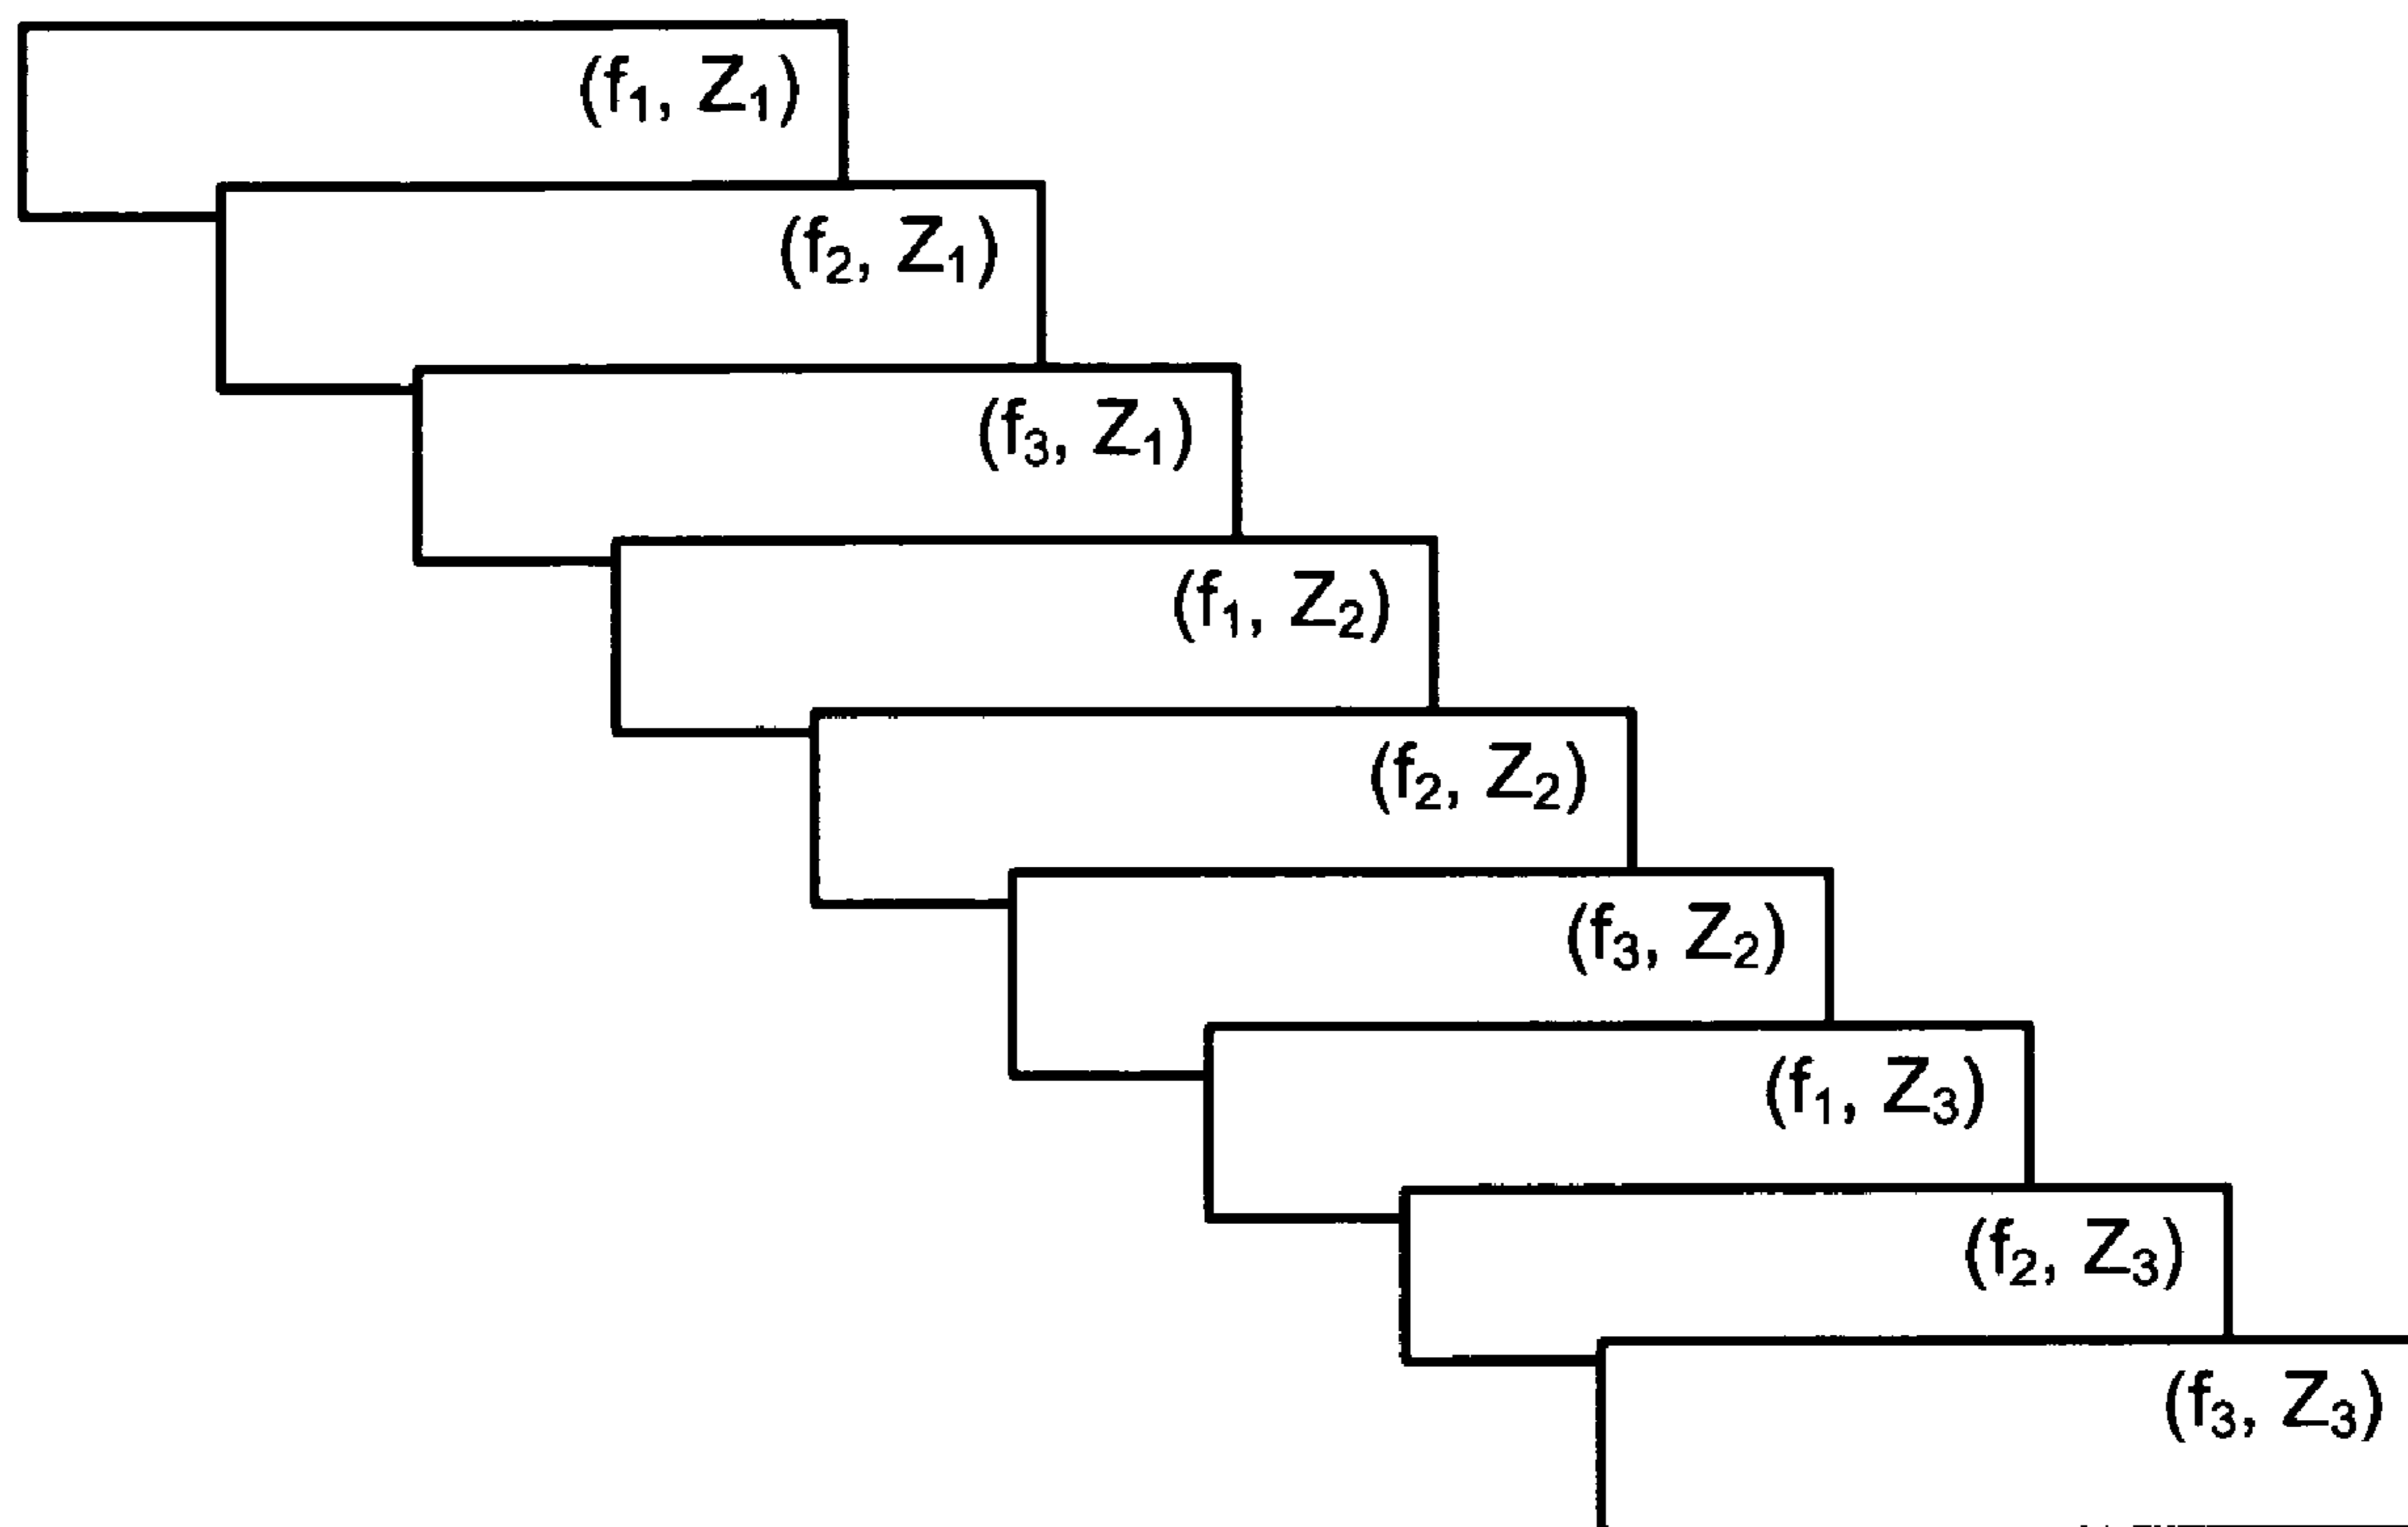 (f₁, Z₁)
(f₂, Z₁)
(f₃, Z₁)
(f₁, Z₂)
(f₂, Z₂)
(f₃, Z₂)
(f₁, Z₃)
(f₂, Z₃)
(f₃, Z₃)